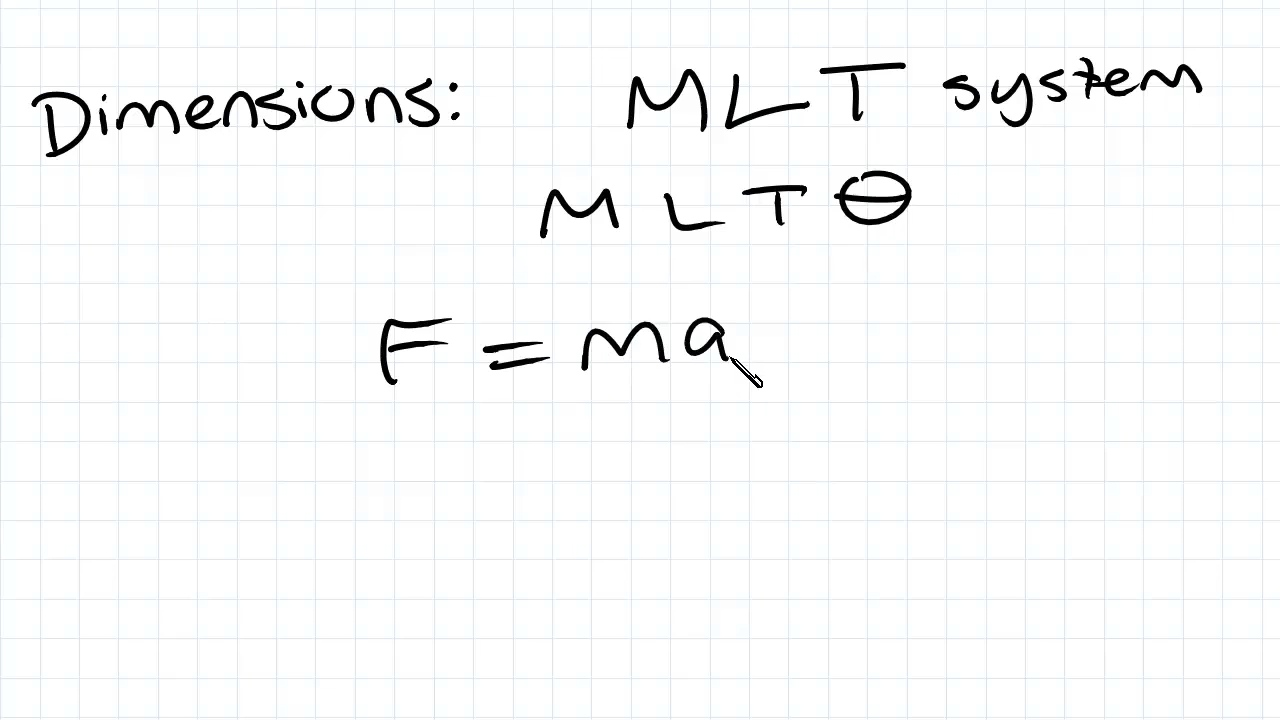 Dimensions: MLT system
MLTΘ
F = ma